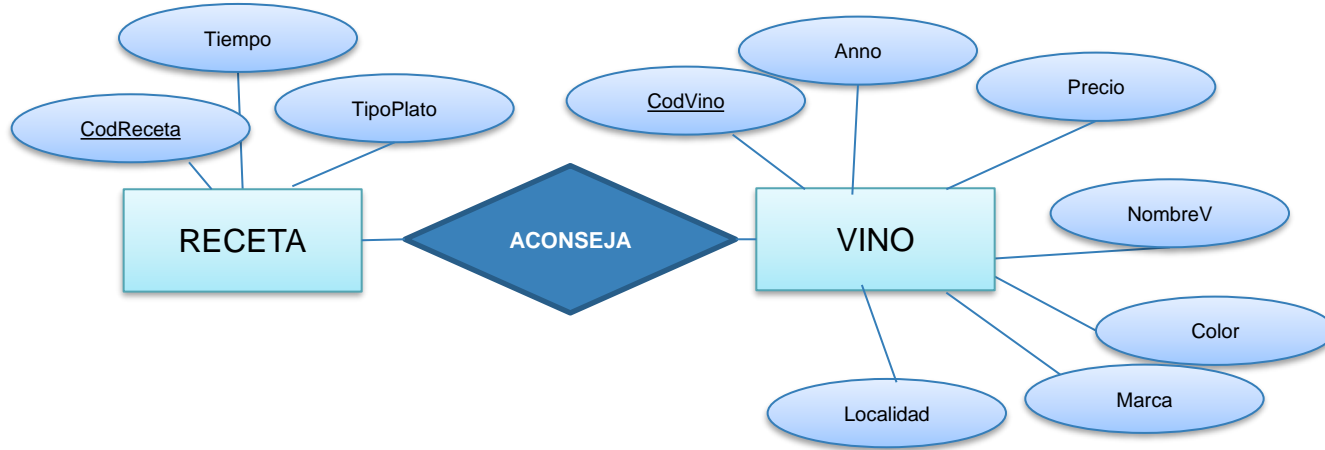 Tiempo
Anno
CodReceta
TipoPlato
CodVino
Precio
RECETA
ACONSEJA
VINO
NombreV
Color
Localidad
Marca